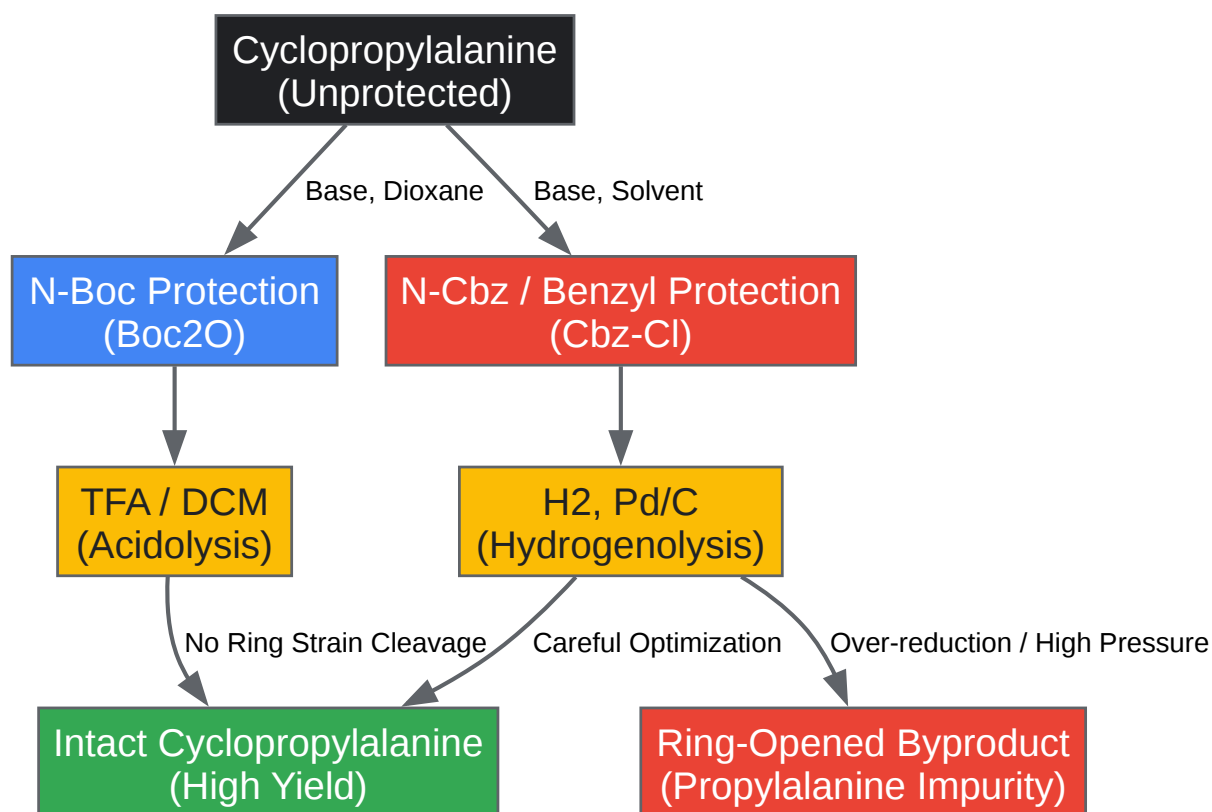 Cyclopropylalanine
(Unprotected)
Base, Dioxane
Base, Solvent
N-Boc Protection
(Boc2O)
N-Cbz / Benzyl Protection
(Cbz-Cl)
TFA / DCM
(Acidolysis)
H2, Pd/C
(Hydrogenolysis)
No Ring Strain Cleavage
Careful Optimization
Over-reduction / High Pressure
Intact Cyclopropylalanine
(High Yield)
Ring-Opened Byproduct
(Propylalanine Impurity)